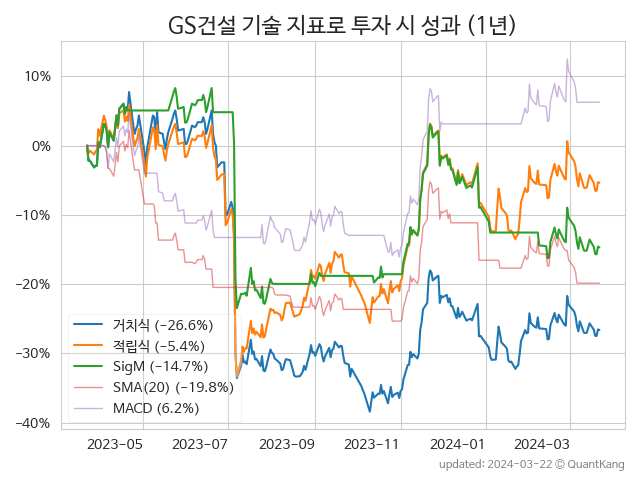 GS건설 기술 지표로 투자 시 성과 (1년)
10%
0%
−10%
−20%
−30%
−40%
거치식 (−26.6%)
적립식 (−5.4%)
SigM (−14.7%)
SMA(20) (−19.8%)
MACD (6.2%)
2023−05
2023−07
2023−09
2023−11
2024−01
2024−03
updated: 2024-03-22 © QuantKang